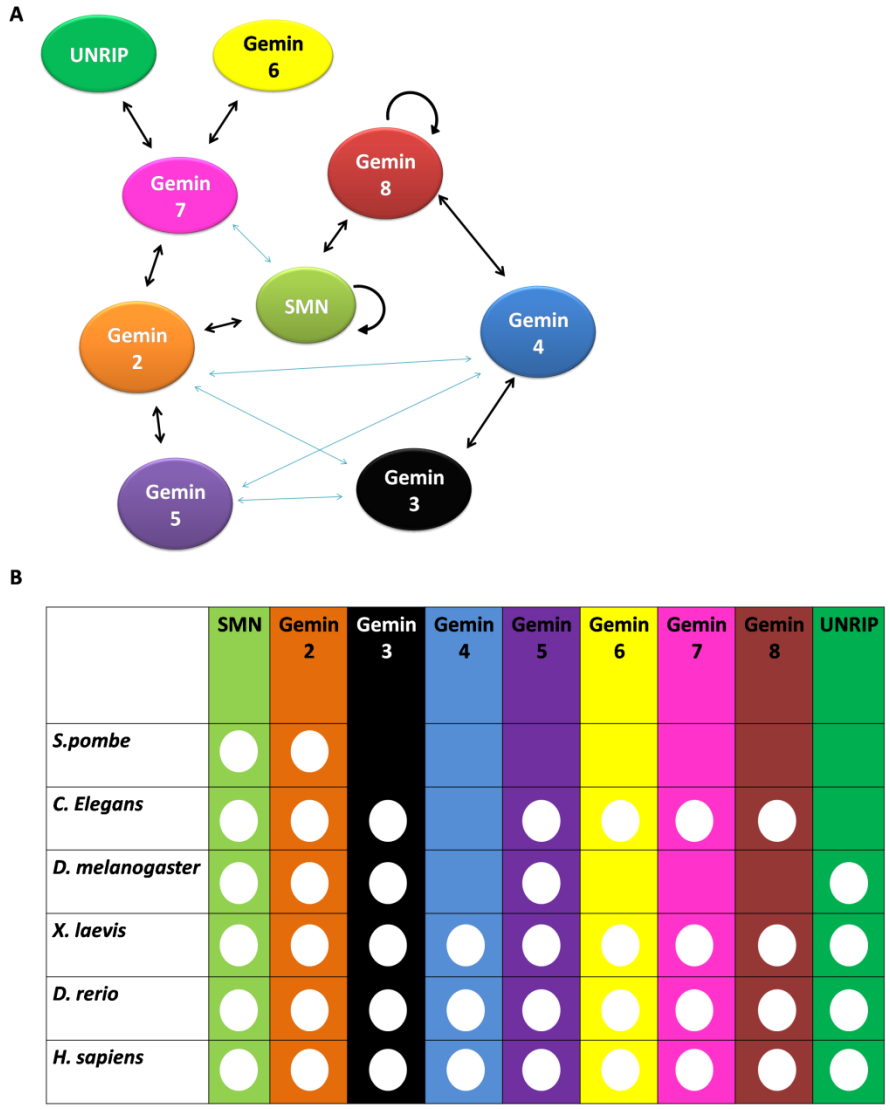 A
UNRIP
Gemin
6
Gemin
8
Gemin
7
SMN
Gemin
4
Gemin
2
Gemin
3
Gemin
5
B
SMN Gemin 2 Gemin 3 Gemin 4 Gemin 5 Gemin 6 Gemin 7 Gemin 8 UNRIP
S.pombe
C. Elegans
D. melanogaster
X. laevis
D. rerio
H. sapiens